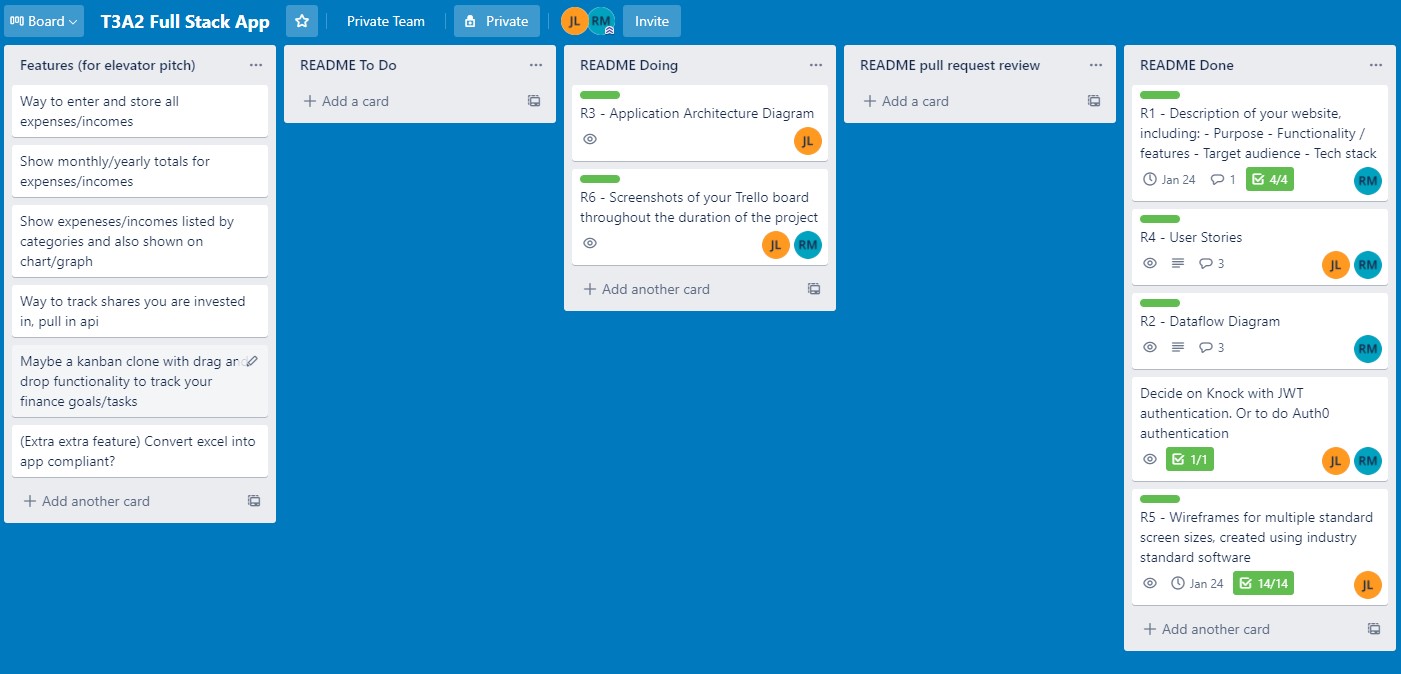 Board
T3A2 Full Stack App
Private Team
Private
JL
RM
Invite
Features (for elevator pitch)
Way to enter and store all
expenses/incomes
Show monthly/yearly totals for
expenses/incomes
Show expeneses/incomes listed by
categories and also shown on
chart/graph
Way to track shares you are invested
in, pull in api
Maybe a kanban clone with drag and
drop functionality to track your
finance goals/tasks
(Extra extra feature) Convert excel into
app compliant?
+ Add another card
README To Do
+ Add a card
README Doing
R3 - Application Architecture Diagram
JL
R6 - Screenshots of your Trello board
throughout the duration of the project
JL RM
+ Add another card
README pull request review
+ Add a card
README Done
R1 - Description of your website,
including: - Purpose - Functionality /
features - Target audience - Tech stack
Jan 24 1 4/4 RM
R4 - User Stories
3 JL RM
R2 - Dataflow Diagram
3 RM
Decide on Knock with JWT
authentication. Or to do Auth0
authentication
1/1 JL RM
R5 - Wireframes for multiple standard
screen sizes, created using industry
standard software
Jan 24 14/14 JL
+ Add another card